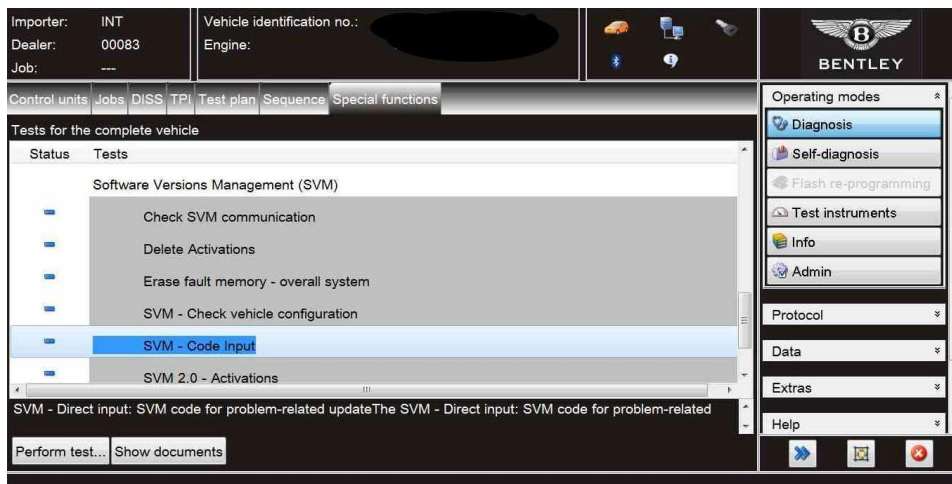 Importer: INT
Dealer: 00083
Job: ---
Vehicle identification no.:
Engine:
B
BENTLEY
Control units Jobs DISS TPI Test plan Sequence Special functions
Tests for the complete vehicle
Status Tests
Software Versions Management (SVM)
Check SVM communication
Delete Activations
Erase fault memory - overall system
SVM - Check vehicle configuration
SVM - Code Input
SVM 2.0 - Activations
SVM - Direct input: SVM code for problem-related updateThe SVM - Direct input: SVM code for problem-related
Perform test... Show documents
Operating modes
Diagnosis
Self-diagnosis
Flash re-programming
Test instruments
Info
Admin
Protocol
Data
Extras
Help